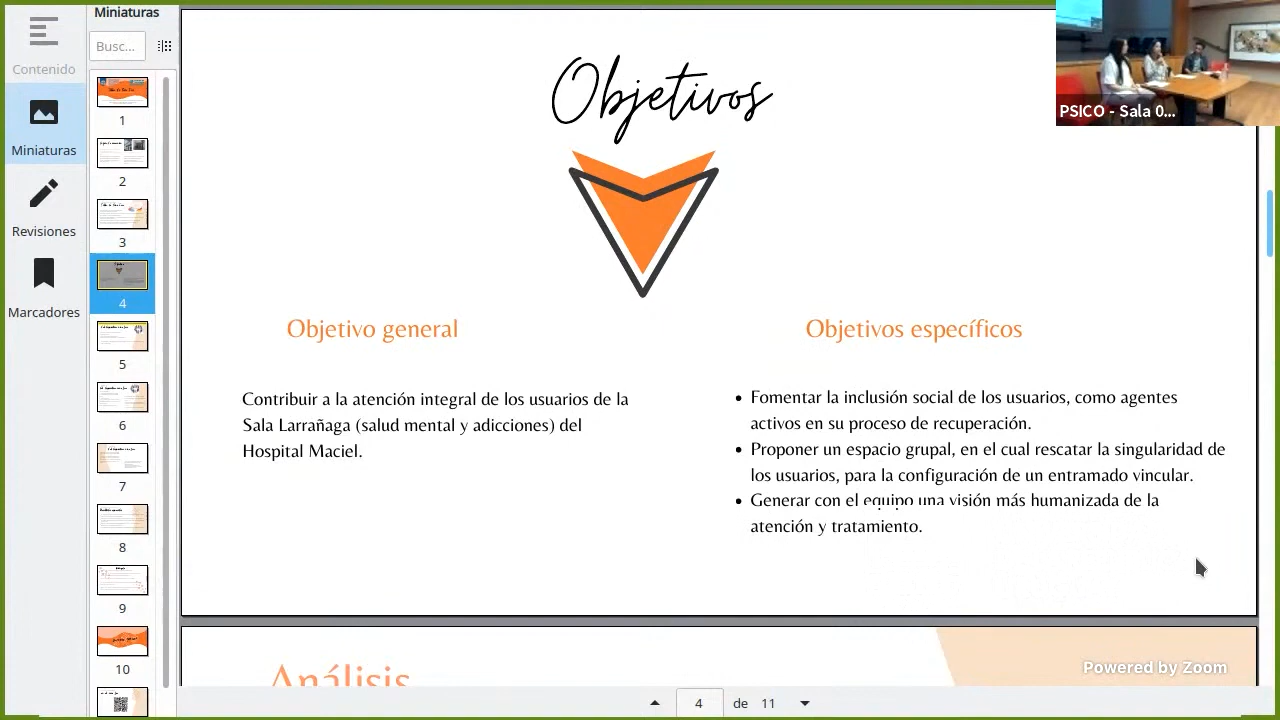 Miniaturas
Busc...
Contenido
Miniaturas
Revisiones
Marcadores
1
2
3
4
5
6
7
8
9
10
Objetivos
Objetivo general
Contribuir a la atención integral de los usuarios de la
Sala Larrañaga (salud mental y adicciones) del
Hospital Maciel.
Objetivos específicos
• Fomentar la inclusión social de los usuarios, como agentes
activos en su proceso de recuperación.
• Proponer un espacio grupal, en el cual rescatar la singularidad de
los usuarios, para la configuración de un entramado vincular.
• Generar con el equipo una visión más humanizada de la
atención y tratamiento.
Análisis
PSICO - Sala 0...
Powered by Zoom
4 de 11